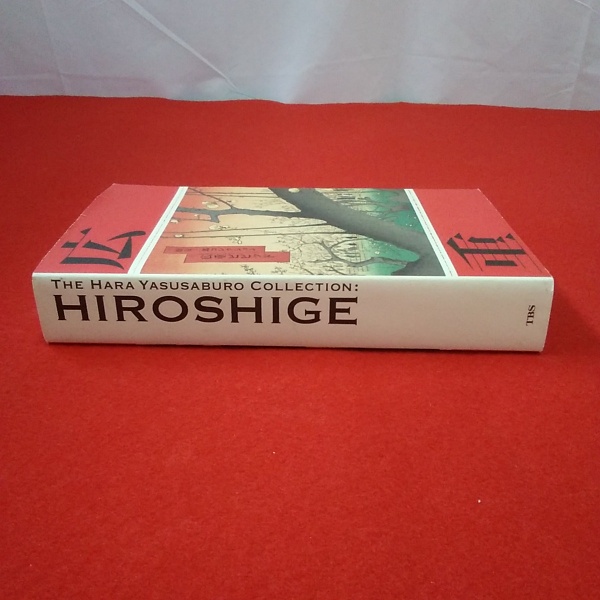 広重
THE HARA YASUSABURO COLLECTION:
HIROSHIGE
TBS